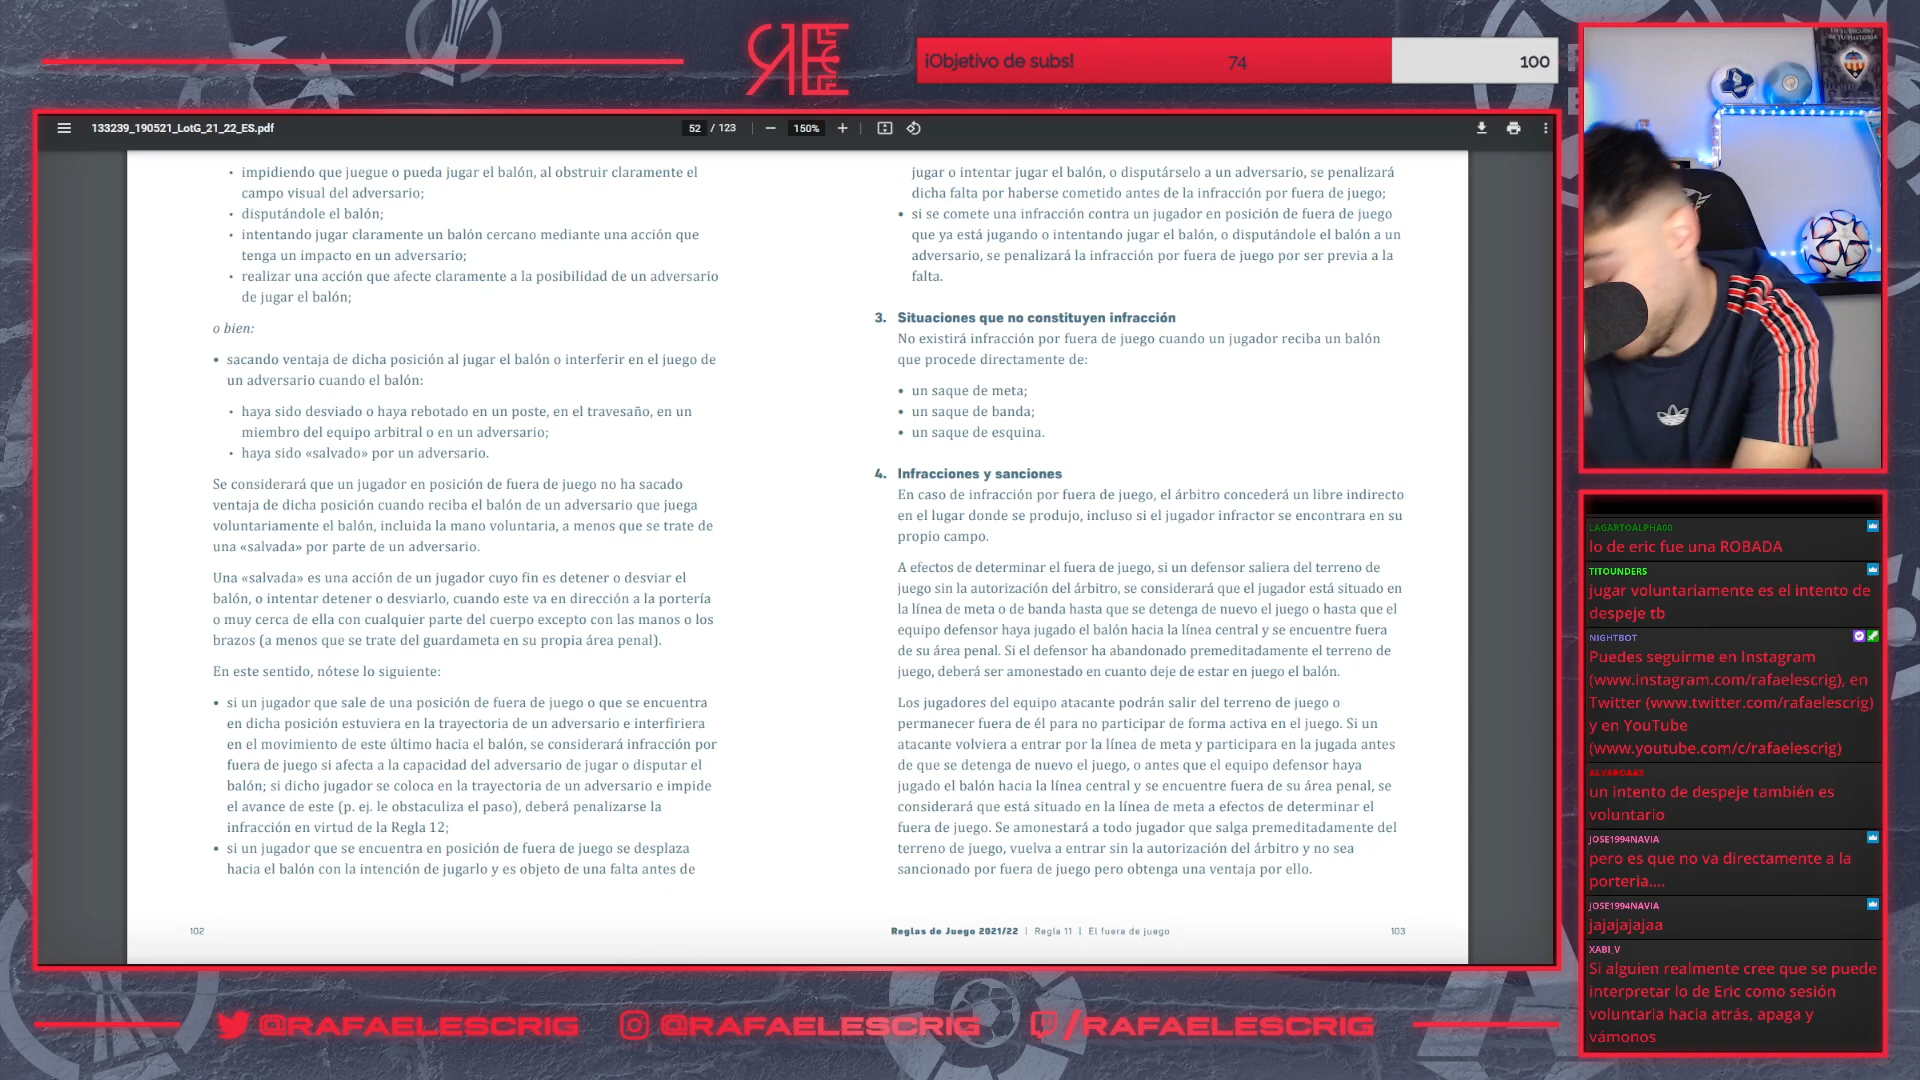 ¡Objetivo de subs!
74
100
133239_190521_LotG_21_22_ES.pdf
52 / 123
150%
• impidiendo que juegue o pueda jugar el balón, al obstruir claramente el
campo visual del adversario;
• disputándole el balón;
• intentando jugar claramente un balón cercano mediante una acción que
tenga un impacto en un adversario;
• realizar una acción que afecte claramente a la posibilidad de un adversario
de jugar el balón;
o bien:
• sacando ventaja de dicha posición al jugar el balón o interferir en el juego de
un adversario cuando el balón:
• haya sido desviado o haya rebotado en un poste, en el travesaño, en un
miembro del equipo arbitral o en un adversario;
• haya sido «salvado» por un adversario.
Se considerará que un jugador en posición de fuera de juego no ha sacado
ventaja de dicha posición cuando reciba el balón de un adversario que juega
voluntariamente el balón, incluida la mano voluntaria, a menos que se trate de
una «salvada» por parte de un adversario.
Una «salvada» es una acción de un jugador cuyo fin es detener o desviar el
balón, o intentar detener o desviarlo, cuando este va en dirección a la portería
o muy cerca de ella con cualquier parte del cuerpo excepto con las manos o los
brazos (a menos que se trate del guardameta en su propia área penal).
En este sentido, nótese lo siguiente:
• si un jugador que sale de una posición de fuera de juego o que se encuentra
en dicha posición estuviera en la trayectoria de un adversario e interfiriera
en el movimiento de este último hacia el balón, se considerará infracción por
fuera de juego si afecta a la capacidad del adversario de jugar o disputar el
balón; si dicho jugador se coloca en la trayectoria de un adversario e impide
el avance de este (p. ej. le obstaculiza el paso), deberá penalizarse la
infracción en virtud de la Regla 12;
• si un jugador que se encuentra en posición de fuera de juego se desplaza
hacia el balón con la intención de jugarlo y es objeto de una falta antes de
102
jugar o intentar jugar el balón, o disputárselo a un adversario, se penalizará
dicha falta por haberse cometido antes de la infracción por fuera de juego;
• si se comete una infracción contra un jugador en posición de fuera de juego
que ya está jugando o intentando jugar el balón, o disputándole el balón a un
adversario, se penalizará la infracción por fuera de juego por ser previa a la
falta.
3. Situaciones que no constituyen infracción
No existirá infracción por fuera de juego cuando un jugador reciba un balón
que procede directamente de:
• un saque de meta;
• un saque de banda;
• un saque de esquina.
4. Infracciones y sanciones
En caso de infracción por fuera de juego, el árbitro concederá un libre indirecto
en el lugar donde se produjo, incluso si el jugador infractor se encontrara en su
propio campo.
A efectos de determinar el fuera de juego, si un defensor saliera del terreno de
juego sin la autorización del árbitro, se considerará que el jugador está situado en
la línea de meta o de banda hasta que se detenga de nuevo el juego o hasta que el
equipo defensor haya jugado el balón hacia la línea central y se encuentre fuera
de su área penal. Si el defensor ha abandonado premeditadamente el terreno de
juego, deberá ser amonestado en cuanto deje de estar en juego el balón.
Los jugadores del equipo atacante podrán salir del terreno de juego o
permanecer fuera de él para no participar de forma activa en el juego. Si un
atacante volviera a entrar por la línea de meta y participara en la jugada antes
de que se detenga de nuevo el juego, o antes que el equipo defensor haya
jugado el balón hacia la línea central y se encuentre fuera de su área penal, se
considerará que está situado en la línea de meta a efectos de determinar el
fuera de juego. Se amonestará a todo jugador que salga premeditadamente del
terreno de juego, vuelva a entrar sin la autorización del árbitro y no sea
sancionado por fuera de juego pero obtenga una ventaja por ello.
Reglas de Juego 2021/22 | Regla 11 | El fuera de juego
103
LAGARTOALPHA00
lo de eric fue una ROBADA
TITOUNDERS
jugar voluntariamente es el intento de
despeje tb
NIGHTBOT
Puedes seguirme en Instagram
(www.instagram.com/rafaelescrig), en
Twitter (www.twitter.com/rafaelescrig)
y en YouTube
(www.youtube.com/c/rafaelescrig)
ALVAROAAS
un intento de despeje también es
voluntario
JOSE1994NAVIA
pero es que no va directamente a la
porteria....
JOSE1994NAVIA
jajajajajaa
XABI_V
Si alguien realmente cree que se puede
interpretar lo de Eric como sesión
voluntaria hacia atrás, apaga y
vámonos
@RAFAELESCRIG
@RAFAELESCRIG
/RAFAELESCRIG